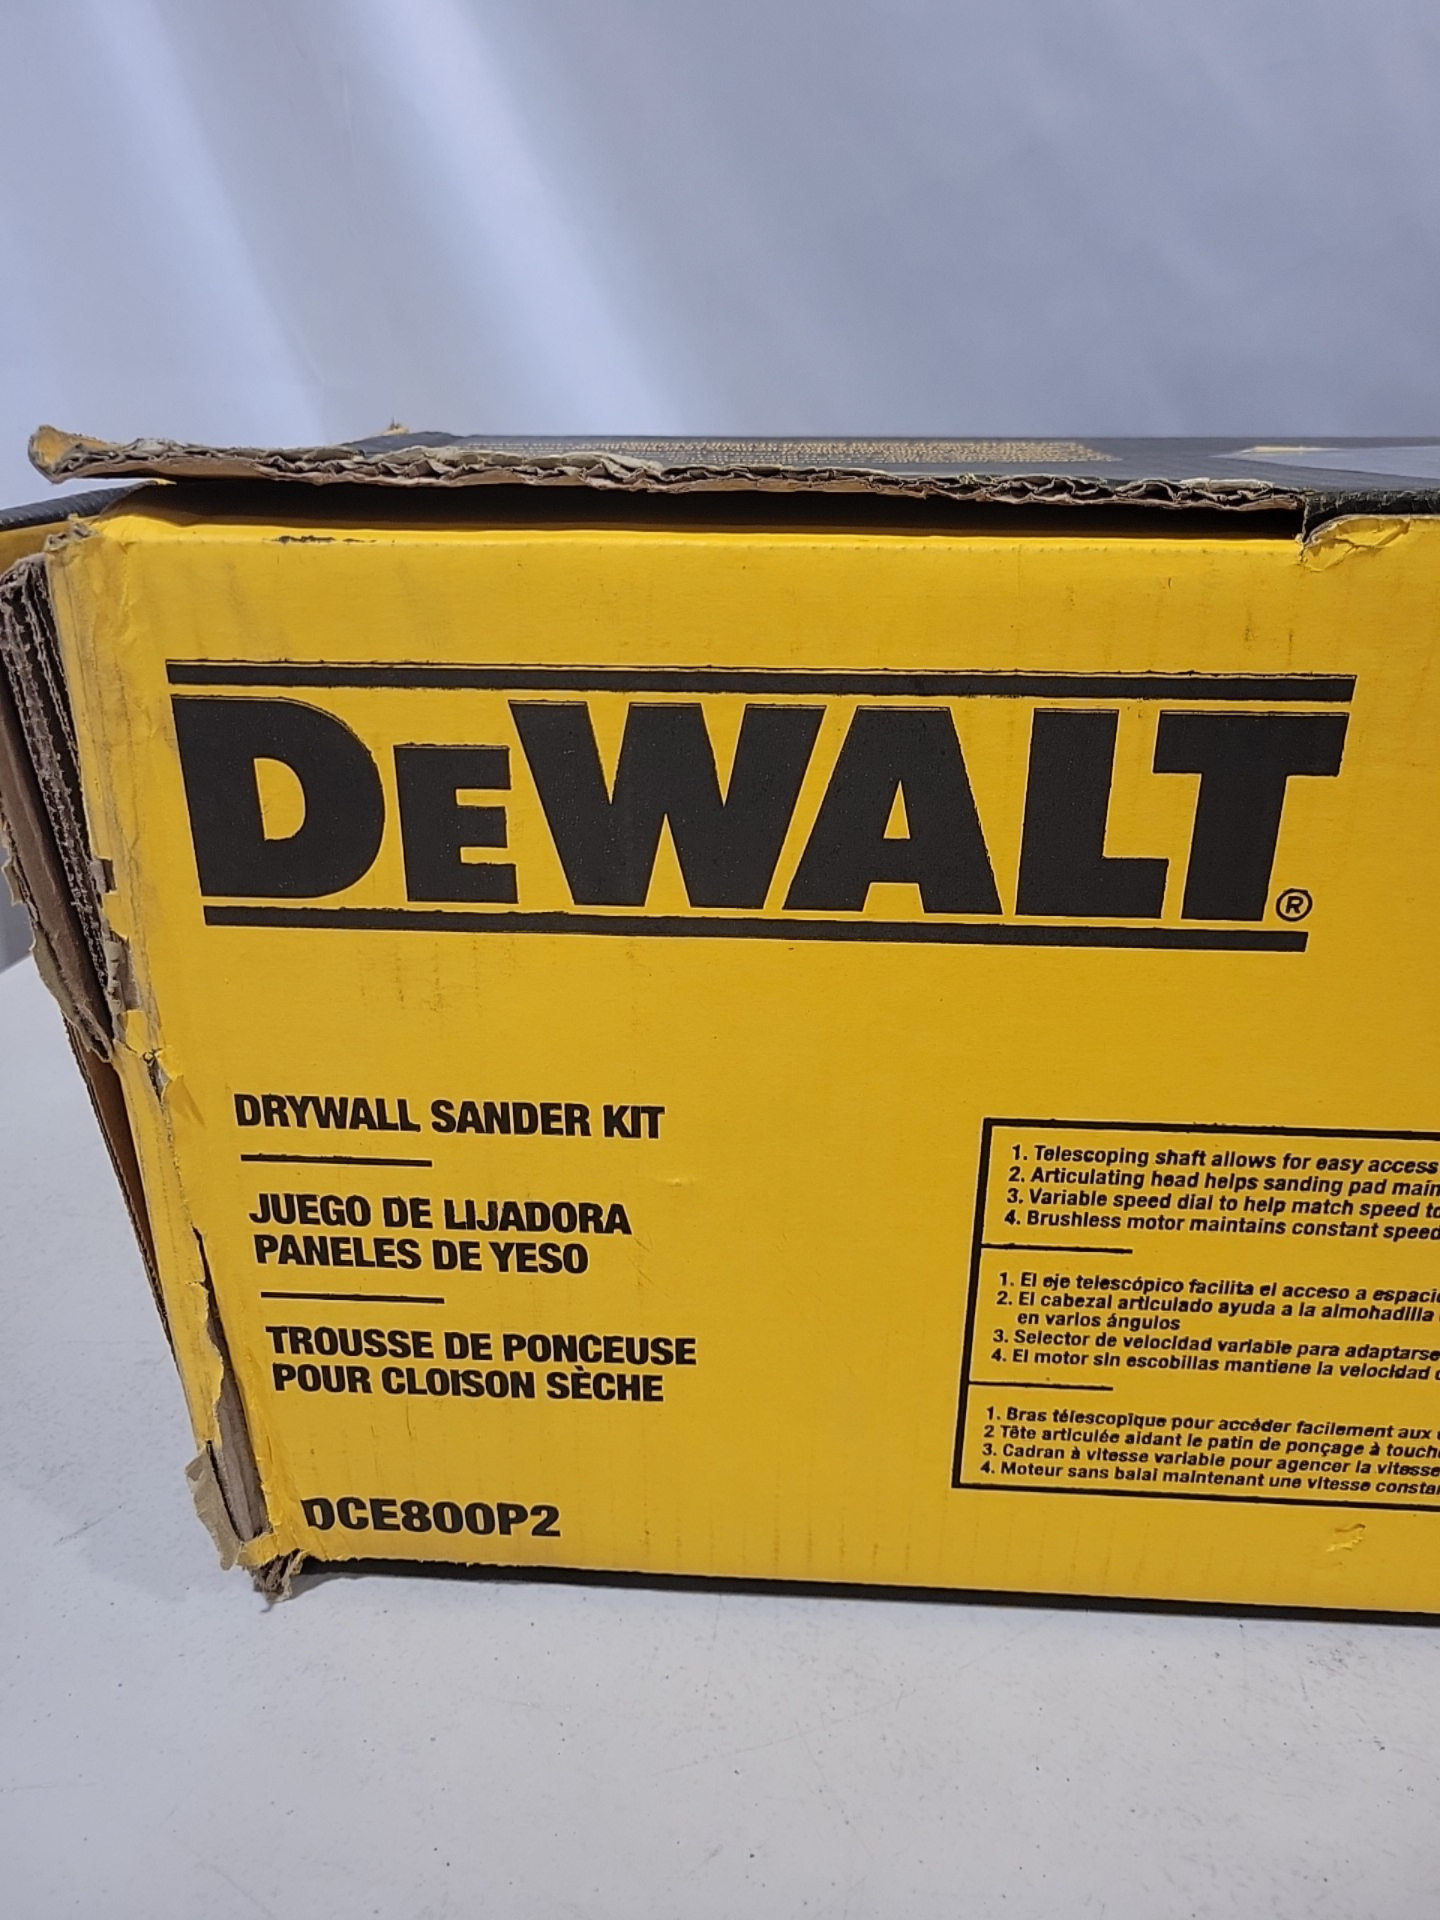 DEWALT®
DRYWALL SANDER KIT
JUEGO DE LIJADORA
PANELES DE YESO
TROUSSE DE PONCEUSE
POUR CLOISON SÈCHE
DCE800P2
1. Telescoping shaft allows for easy access
2. Articulating head helps sanding pad
3. Variable speed dial to help match speed
4. Brushless motor maintains constant speed
1. El eje telescópico facilita el acceso a
2. El cabezal articulado ayuda a la almohadilla
en varios ángulos
3. Selector de velocidad variable para adaptarse
4. El motor sin escobillas mantiene la velocidad
1. Bras télescopique pour accéder facilement aux
2 Tête articulée aidant le patin de ponçage à
3. Cadran à vitesse variable pour agencer la vitesse
4. Moteur sans balai maintenant une vitesse